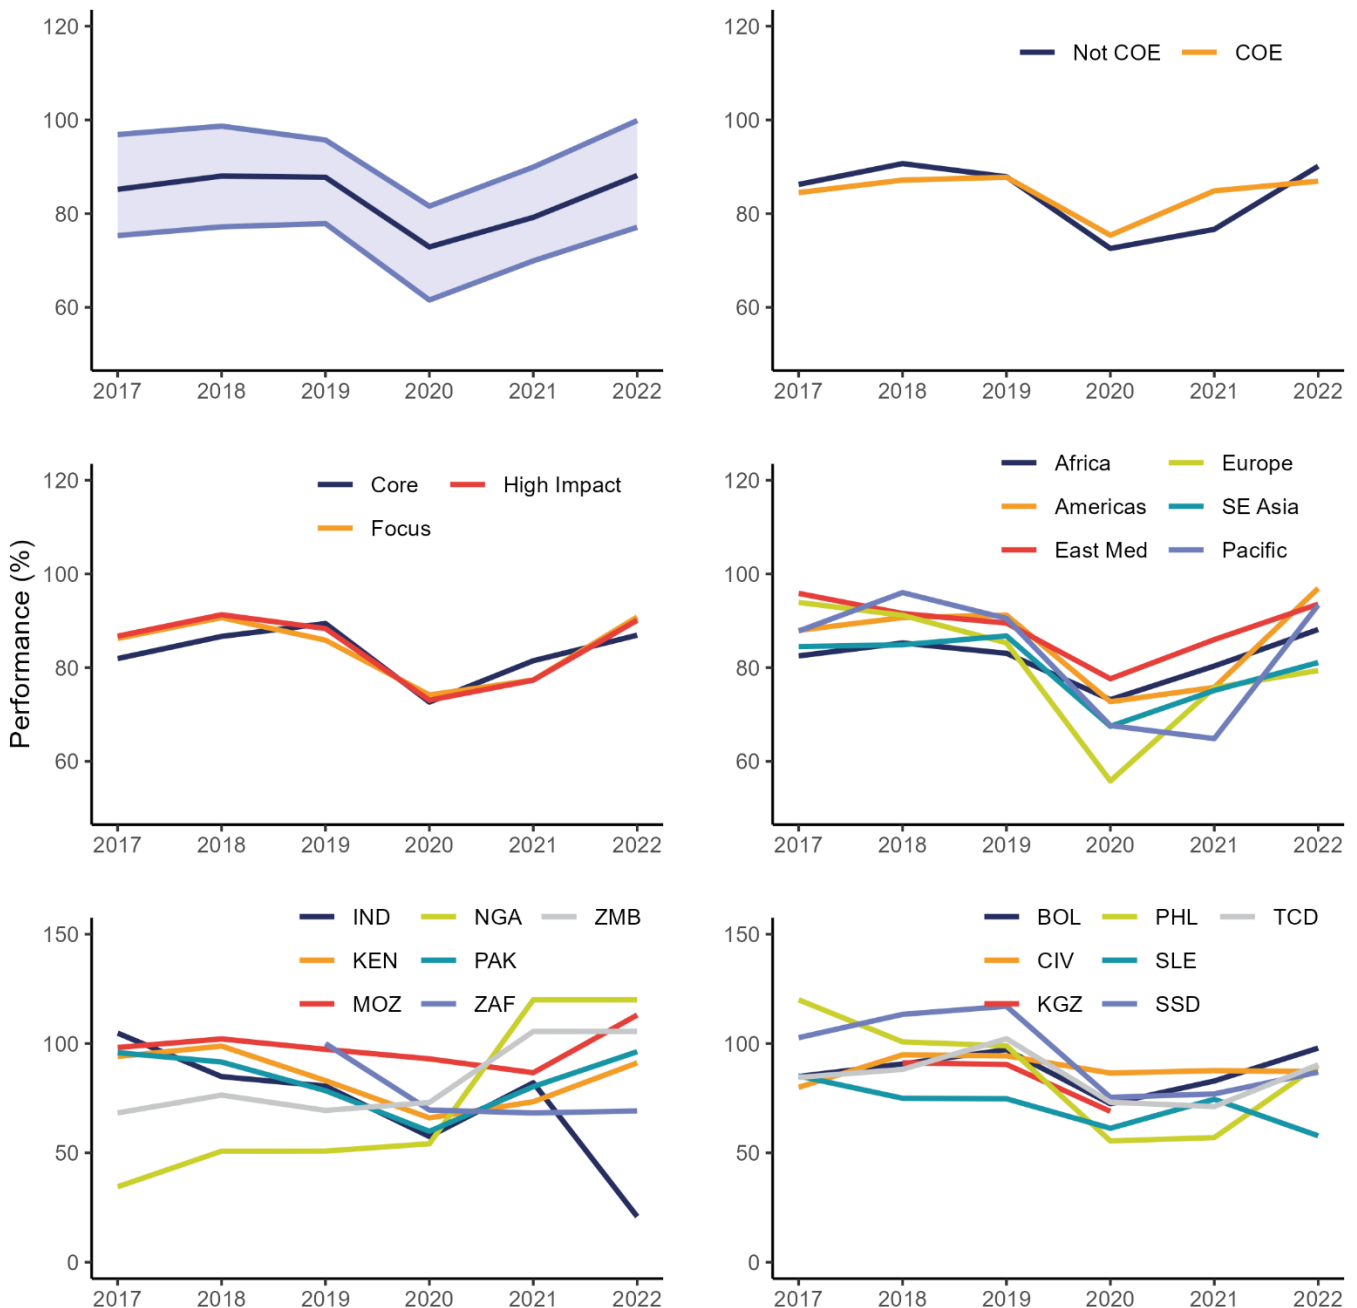 120
100
80
60
2017 2018 2019 2020 2021 2022
Not COE COE
120
100
80
60
2017 2018 2019 2020 2021 2022
Performance (%)
Core High Impact
Focus
120
100
80
60
2017 2018 2019 2020 2021 2022
Africa Europe
Americas SE Asia
East Med Pacific
120
100
80
60
2017 2018 2019 2020 2021 2022
IND NGA ZMB
KEN PAK
MOZ ZAF
150
100
50
0
2017 2018 2019 2020 2021 2022
BOL PHL TCD
CIV SLE
KGZ SSD
150
100
50
0
2017 2018 2019 2020 2021 2022